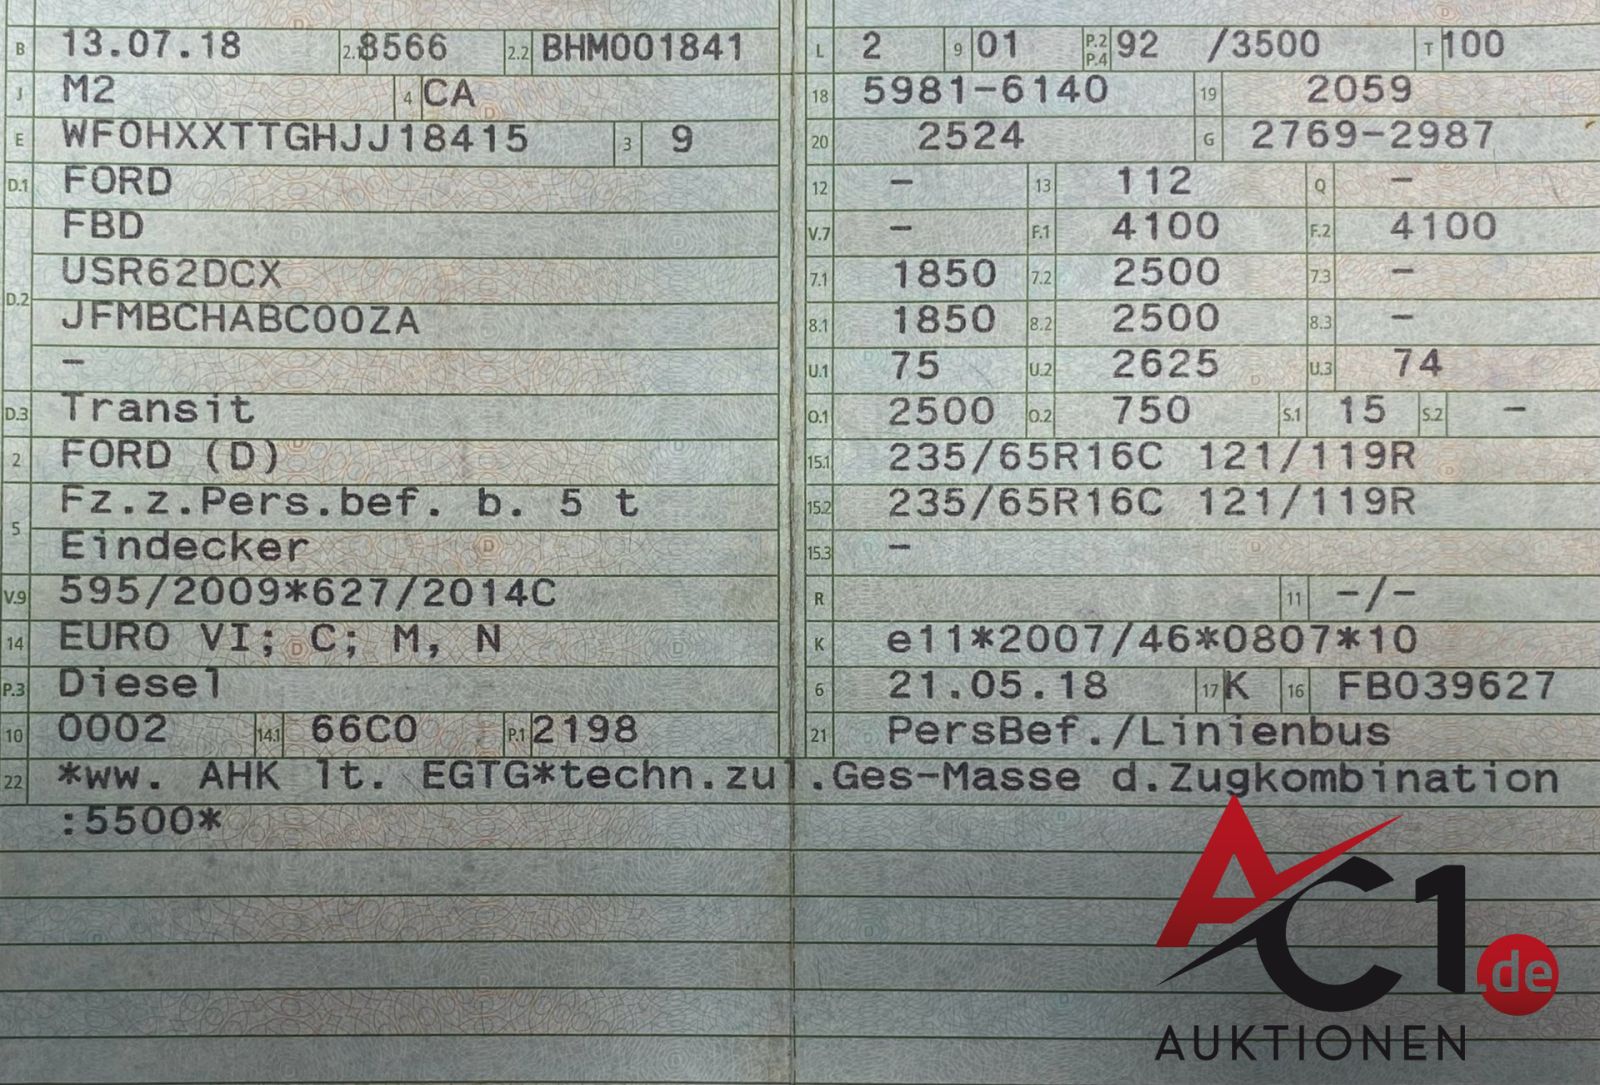 B 13.07.18 2.1 8566 2.2 BHM001841
J M2 4 CA
E WF0HXXTTGHJJ18415 3 9
D.1 FORD
FBD
USR62DCX
D.2
JFMBCHABC00ZA
–
D.3 Transit
2 FORD (D)
Fz.z.Pers.bef. b. 5 t
5
Eindecker
V.9 595/2009*627/2014C
14 EURO VI; C; M, N
P.3 Diesel
10 0002 14.1 66C0 P.1 2198
L 2 9 01 P.2 P.4 92 /3500 T 100
18 5981-6140 19 2059
20 2524 G 2769-2987
12 – 13 112 Q –
V.7 – F.1 4100 F.2 4100
7.1 1850 7.2 2500 7.3 –
8.1 1850 8.2 2500 8.3 –
U.1 75 U.2 2625 U.3 74
O.1 2500 O.2 750 S.1 15 S.2 –
15.1 235/65R16C 121/119R
15.2 235/65R16C 121/119R
15.3 –
R 11 –/–
K e11*2007/46*0807*10
6 21.05.18 17 K 16 FB039627
21 PersBef./Linienbus
22 *ww. AHK lt. EGTG*techn.zul.Ges-Masse d.Zugkombination
:5500*
AC1.de
AUKTIONEN